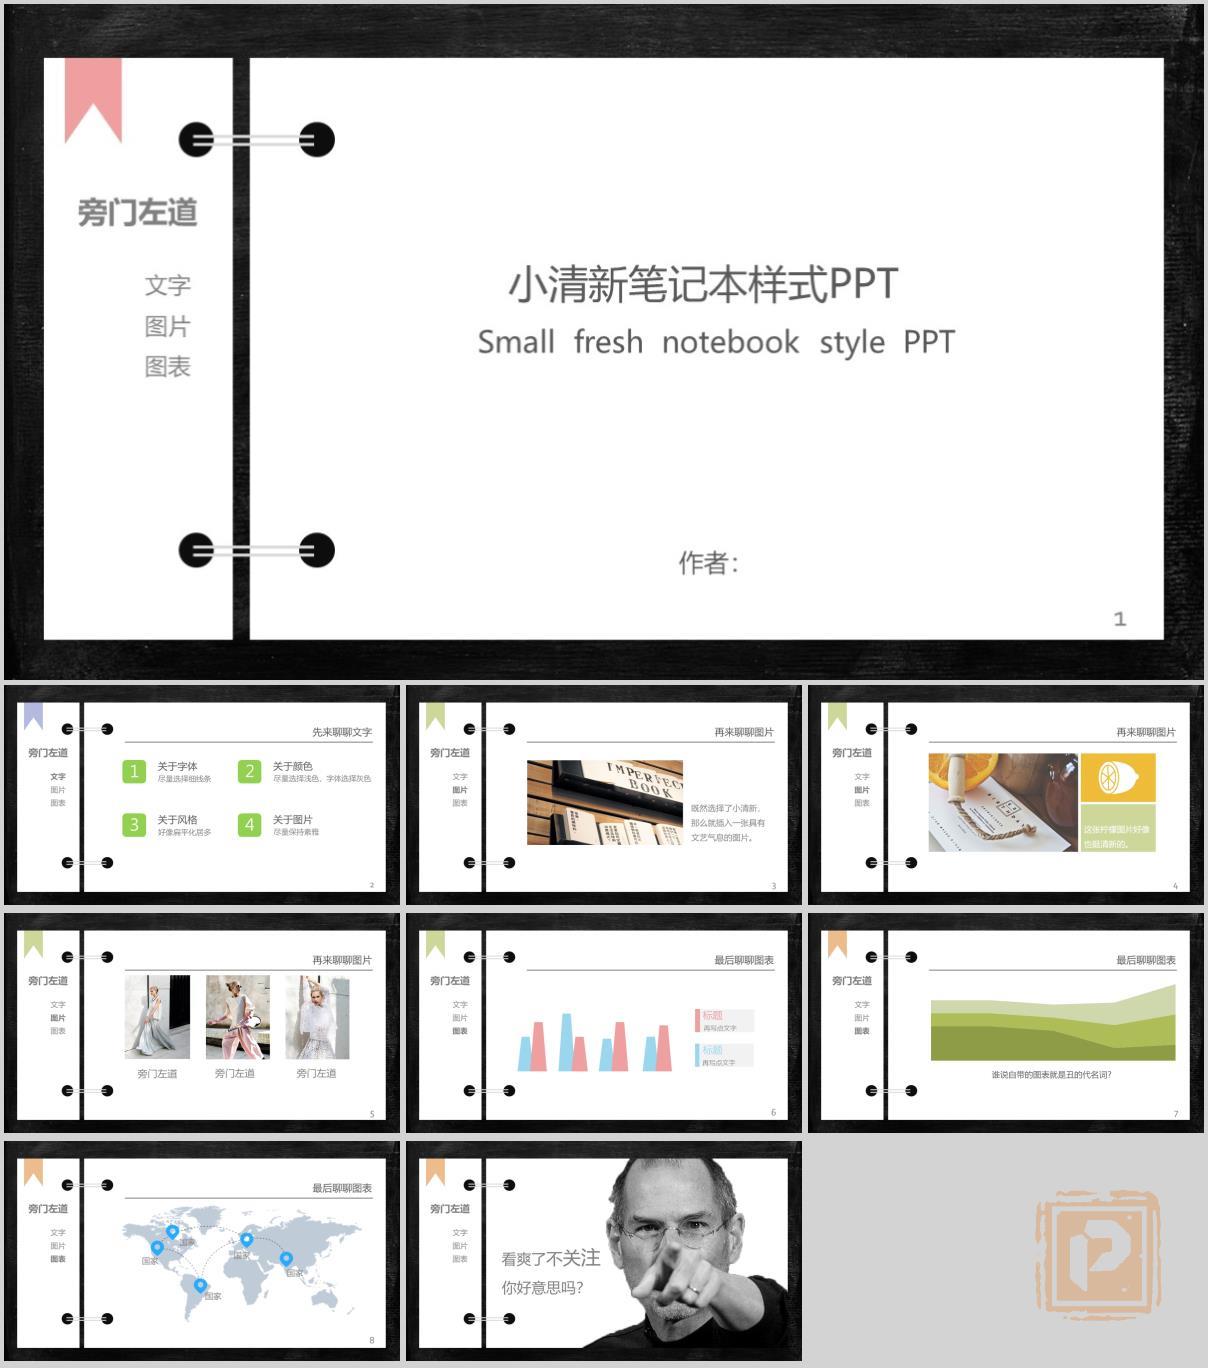 旁门左道
文字
图片
图表
小清新笔记本样式PPT
Small fresh notebook style PPT
作者：
1
旁门左道
文字
图片
图表
先来聊聊文字
1
关于字体
尽量选择细线条
2
关于颜色
尽量选择浅色，字体选择灰色
3
关于风格
好像扁平化居多
4
关于图片
尽量保持素雅
2
旁门左道
文字
图片
图表
再来聊聊图片
IMPERFECT
BOOK
既然选择了小清新，
那么就插入一张具有
文艺气息的图片。
3
旁门左道
文字
图片
图表
再来聊聊图片
这张柠檬图片好像
也挺清新的。
4
旁门左道
文字
图片
图表
再来聊聊图片
旁门左道
旁门左道
旁门左道
5
旁门左道
文字
图片
图表
最后聊聊图表
标题
再写点文字
标题
再写点文字
6
旁门左道
文字
图片
图表
最后聊聊图表
谁说自带的图表就是丑的代名词？
7
旁门左道
文字
图片
图表
最后聊聊图表
国家
国家
国家
国家
国家
8
旁门左道
文字
图片
图表
看爽了不关注
你好意思吗？
P